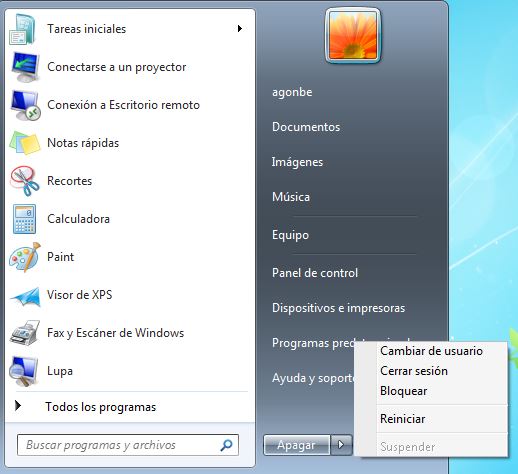 Tareas iniciales
Conectarse a un proyector
Conexión a Escritorio remoto
Notas rápidas
Recortes
Calculadora
Paint
Visor de XPS
Fax y Escáner de Windows
Lupa
Todos los programas
Buscar programas y archivos
agonbe
Documentos
Imágenes
Música
Equipo
Panel de control
Dispositivos e impresoras
Programas
Ayuda y soporte
Apagar
Cambiar de usuario
Cerrar sesión
Bloquear
Reiniciar
Suspender